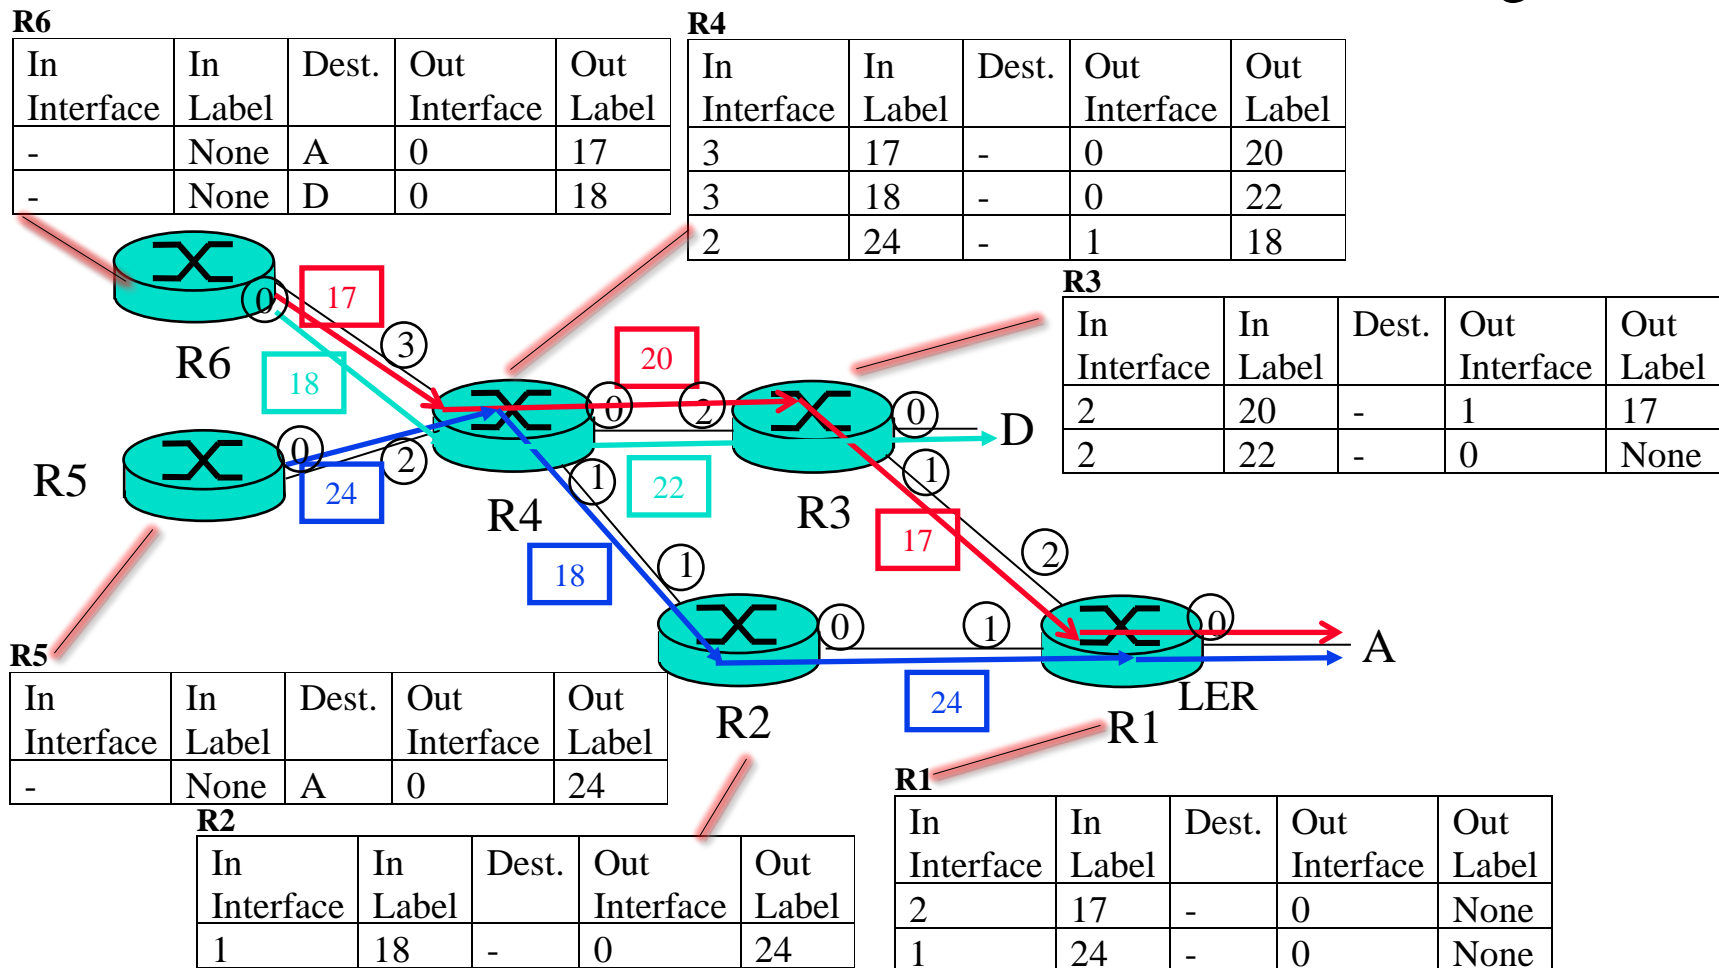 R6
In Interface	In Label	Dest.	Out Interface	Out Label
-	None	A	0	17
-	None	D	0	18
R4
In Interface	In Label	Dest.	Out Interface	Out Label
3	17	-	0	20
3	18	-	0	22
2	24	-	1	18
R3
In Interface	In Label	Dest.	Out Interface	Out Label
2	20	-	1	17
2	22	-	0	None
0
17
3
R6
18
20
0
2
0
D
R5
0
2
24
1
22
1
R4
R3
17
18
1
2
0
1
0
A
24
R2
LER
R1
R5
In Interface	In Label	Dest.	Out Interface	Out Label
-	None	A	0	24
R2
In Interface	In Label	Dest.	Out Interface	Out Label
1	18	-	0	24
R1
In Interface	In Label	Dest.	Out Interface	Out Label
2	17	-	0	None
1	24	-	0	None